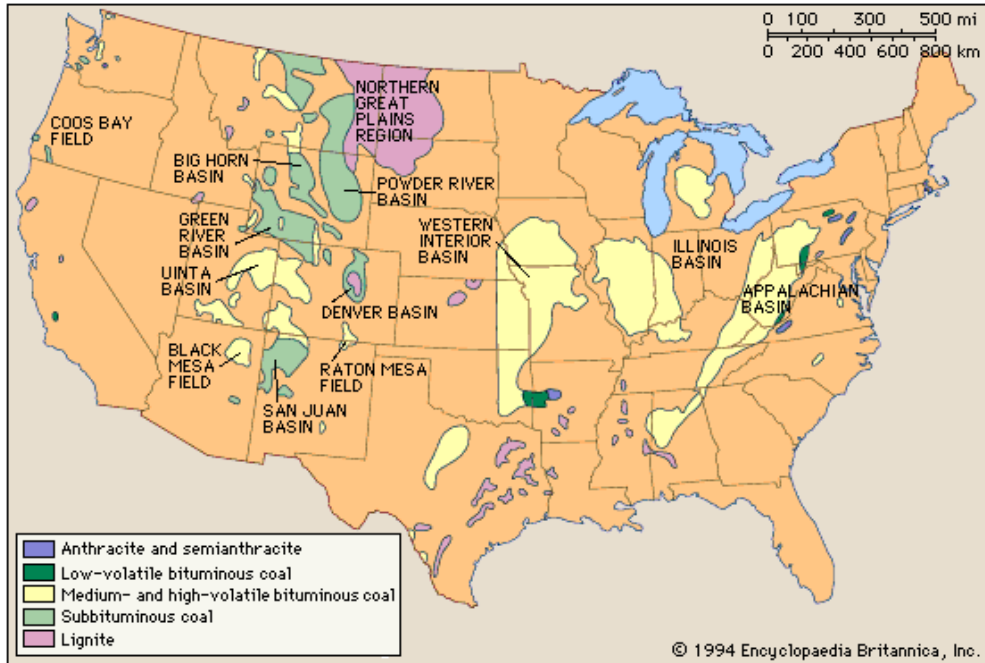 0 100 300 500 mi
0 200 400 600 800 km
NORTHERN
GREAT
PLAINS
REGION
COOS BAY
FIELD
BIG HORN
BASIN
POWDER RIVER
BASIN
GREEN
RIVER
BASIN
WESTERN
INTERIOR
BASIN
ILLINOIS
BASIN
UINTA
BASIN
APPALACHIAN
BASIN
DENVER BASIN
BLACK
MESA
FIELD
RATON MESA
FIELD
SAN JUAN
BASIN
Anthracite and semianthracite
Low-volatile bituminous coal
Medium- and high-volatile bituminous coal
Subbituminous coal
Lignite
© 1994 Encyclopaedia Britannica, Inc.